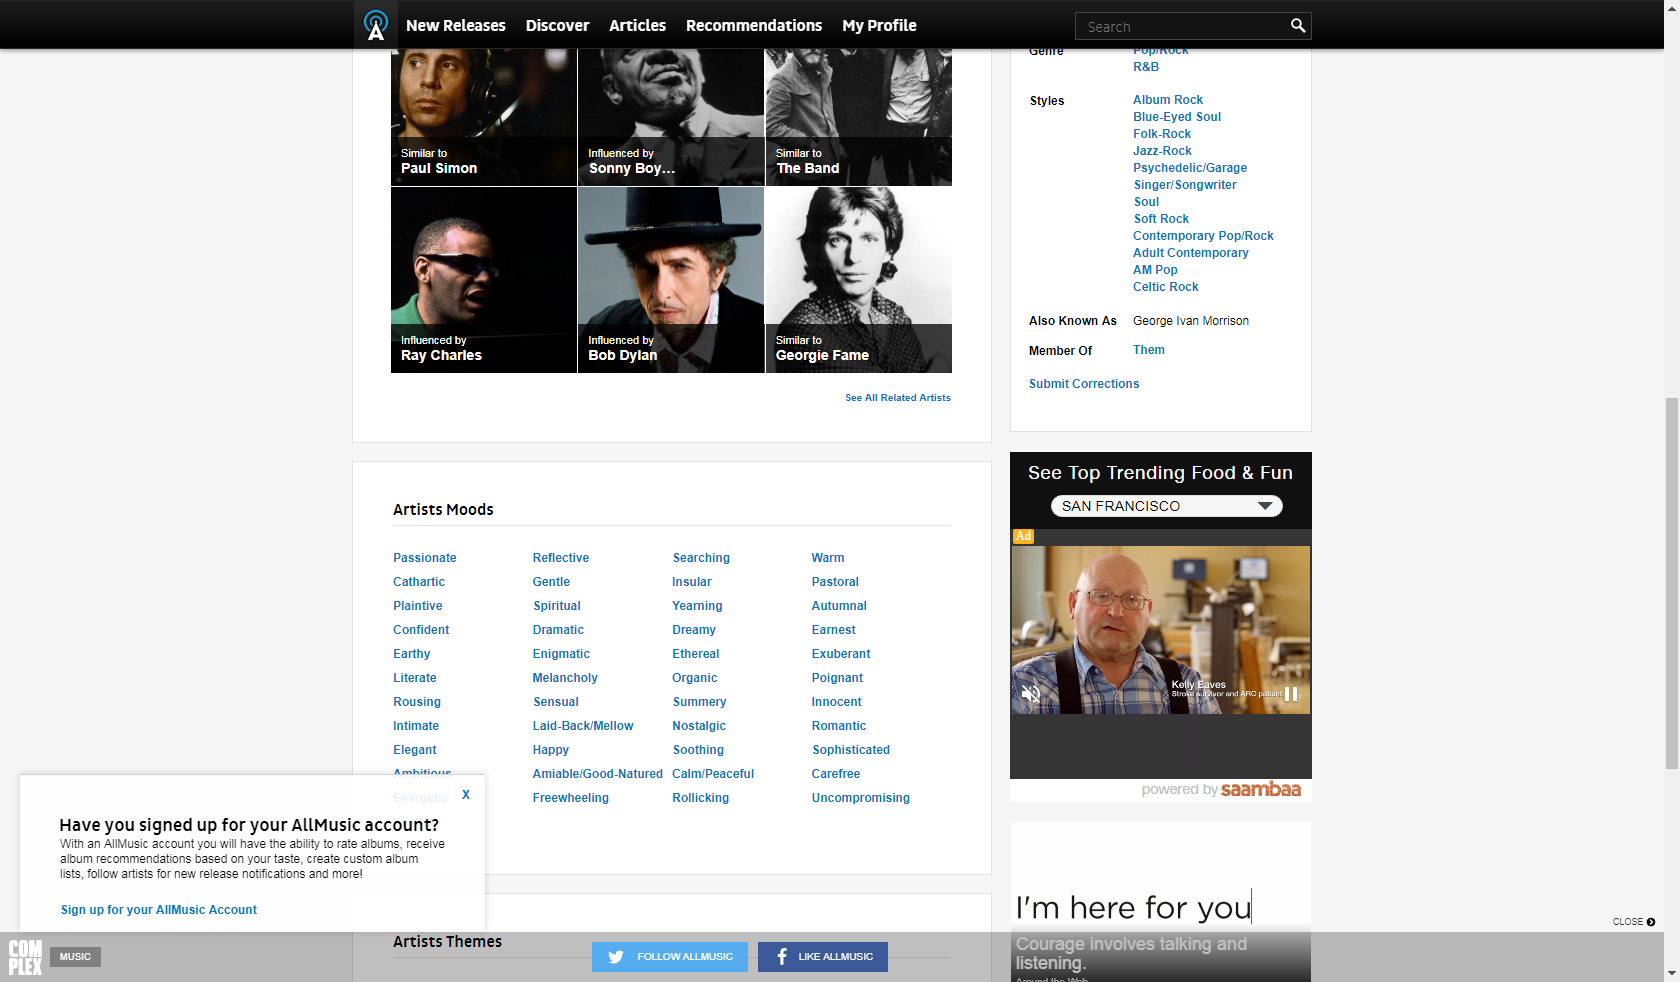 New Releases
Discover
Articles
Recommendations
My Profile
Search
Similar to
Paul Simon
Influenced by
Sonny Boy...
Similar to
The Band
Influenced by
Ray Charles
Influenced by
Bob Dylan
Similar to
Georgie Fame
See All Related Artists
Genre
Pop/Rock
R&B
Styles
Album Rock
Blue-Eyed Soul
Folk-Rock
Jazz-Rock
Psychedelic/Garage
Singer/Songwriter
Soul
Soft Rock
Contemporary Pop/Rock
Adult Contemporary
AM Pop
Celtic Rock
Also Known As
George Ivan Morrison
Member Of
Them
Submit Corrections
Artists Moods
Passionate
Reflective
Searching
Warm
Cathartic
Gentle
Insular
Pastoral
Plaintive
Spiritual
Yearning
Autumnal
Confident
Dramatic
Dreamy
Earnest
Earthy
Enigmatic
Ethereal
Exuberant
Literate
Melancholy
Organic
Poignant
Rousing
Sensual
Summery
Innocent
Intimate
Laid-Back/Mellow
Nostalgic
Romantic
Elegant
Happy
Soothing
Sophisticated
Ambitious
Amiable/Good-Natured
Calm/Peaceful
Carefree
Energetic
Freewheeling
Rollicking
Uncompromising
See Top Trending Food & Fun
SAN FRANCISCO
Ad
Kelly Eaves
Stroke survivor and ARC patient
powered by saambaa
X
Have you signed up for your AllMusic account?
With an AllMusic account you will have the ability to rate albums, receive
album recommendations based on your taste, create custom album
lists, follow artists for new release notifications and more!
Sign up for your AllMusic Account
I'm here for you
Courage involves talking and
listening.
Around the Web
CLOSE
Artists Themes
COM
PLEX
MUSIC
FOLLOW ALLMUSIC
LIKE ALLMUSIC